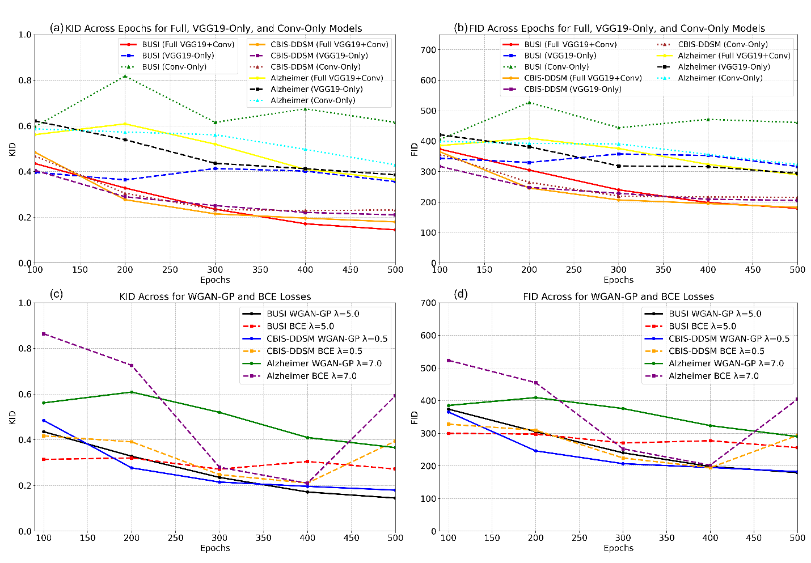 (a) KID Across Epochs for Full, VGG19-Only, and Conv-Only Models
BUSI (Full VGG19+Conv)
BUSI (VGG19-Only)
BUSI (Conv-Only)
CBIS-DDSM (Full VGG19+Conv)
CBIS-DDSM (VGG19-Only)
CBIS-DDSM (Conv-Only)
Alzheimer (Full VGG19+Conv)
Alzheimer (VGG-Only)
Alzheimer (Conv-Only)
1.0
0.8
0.6
0.4
0.2
0.0
KID
100 150 200 250 300 350 400 450 500
Epochs
(b) FID Across Epochs for Full, VGG19-Only, and Conv-Only Models
BUSI (Full VGG19+Conv)
BUSI (VGG19-Only)
BUSI (Conv-Only)
CBIS-DDSM (Full VGG19+Conv)
CBIS-DDSM (VGG19-Only)
CBIS-DDSM (Conv-Only)
Alzheimer (Full VGG19+Conv)
Alzheimer (VGG-Only)
Alzheimer (Conv-Only)
700
600
500
400
300
200
100
0
FID
100 150 200 250 300 350 400 450 500
Epochs
(c) KID Across for WGAN-GP and BCE Losses
BUSI WGAN-GP λ=5.0
BUSI BCE λ=5.0
CBIS-DDSM WGAN-GP λ=0.5
CBIS-DDSM BCE λ=0.5
Alzheimer WGAN-GP λ=7.0
Alzheimer BCE λ=7.0
1.0
0.8
0.6
0.4
0.2
0.0
KID
100 150 200 250 300 350 400 450 500
Epochs
(d) FID Across for WGAN-GP and BCE Losses
BUSI WGAN-GP λ=5.0
BUSI BCE λ=5.0
CBIS-DDSM WGAN-GP λ=0.5
CBIS-DDSM BCE λ=0.5
Alzheimer WGAN-GP λ=7.0
Alzheimer BCE λ=7.0
700
600
500
400
300
200
100
0
FID
100 150 200 250 300 350 400 450 500
Epochs